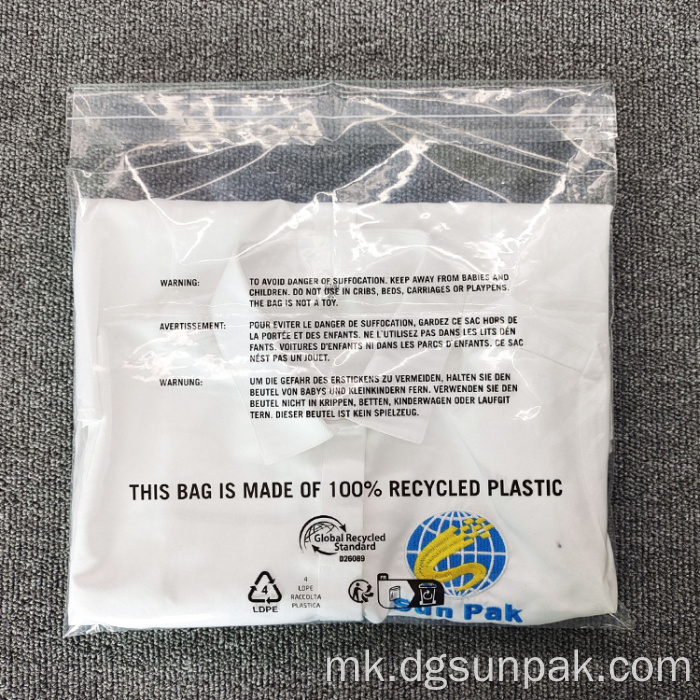 WARNING: TO AVOID DANGER OF SUFFOCATION. KEEP AWAY FROM BABIES AND
CHILDREN. DO NOT USE IN CRIBS, BEDS, CARRIAGES OR PLAYPENS.
THE BAG IS NOT A TOY.
AVERTISSEMENT: POUR EVITER LE DANGER DE SUFFOCATION, GARDEZ CE SAC HORS DE
LA PORTÉE ET DES ENFANTS. NE L'UTILISEZ PAS DANS LES LITS DÉN
FANTS. VOITURES D'ENFANTS NI DANS LES PARCS D'ENFANTS. CE SAC
NÉST PAS UN JOUET.
WARNUNG: UM DIE GEFAHR DES ERSTICKENS ZU VERMEIDEN, HALTEN SIE DEN
BEUTEL VON BABYS UND KLEINKINDERN FERN. VERWENDEN SIE DEN
BEUTEL NICHT IN KRIPPEN, BETTEN, KINDERWAGEN ODER LAUFGIT
TERN. DIESER BEUTEL IST KEIN SPIELZEUG.
THIS BAG IS MADE OF 100% RECYCLED PLASTIC
Global Recycled
Standard
026089
4
LDPE
4
LDPE
RACCOLTA
PLASTICA
FR
Sun Pak
mk.dgsunpak.com